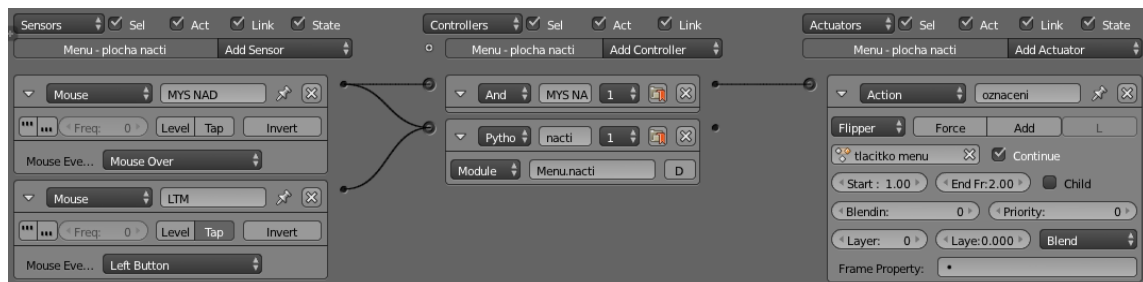 Sensors Sel Act Link State Controllers Sel Act Link Actuators Sel Act Link State
Menu - plocha nacti Add Sensor Menu - plocha nacti Add Controller Menu - plocha nacti Add Actuator
Mouse MYS NAD And MYS NA 1 Action oznaceni
Freq: 0 Level Tap Invert Pytho nacti 1 Flipper Force Add L
Mouse Eve... Mouse Over Module Menu.nacti D tlacitko menu Continue
Mouse LTM Start : 1.00 End Fr:2.00 Child
Freq: 0 Level Tap Invert Blendin: 0 Priority: 0
Mouse Eve... Left Button Layer: 0 Laye:0.000 Blend
Frame Property: